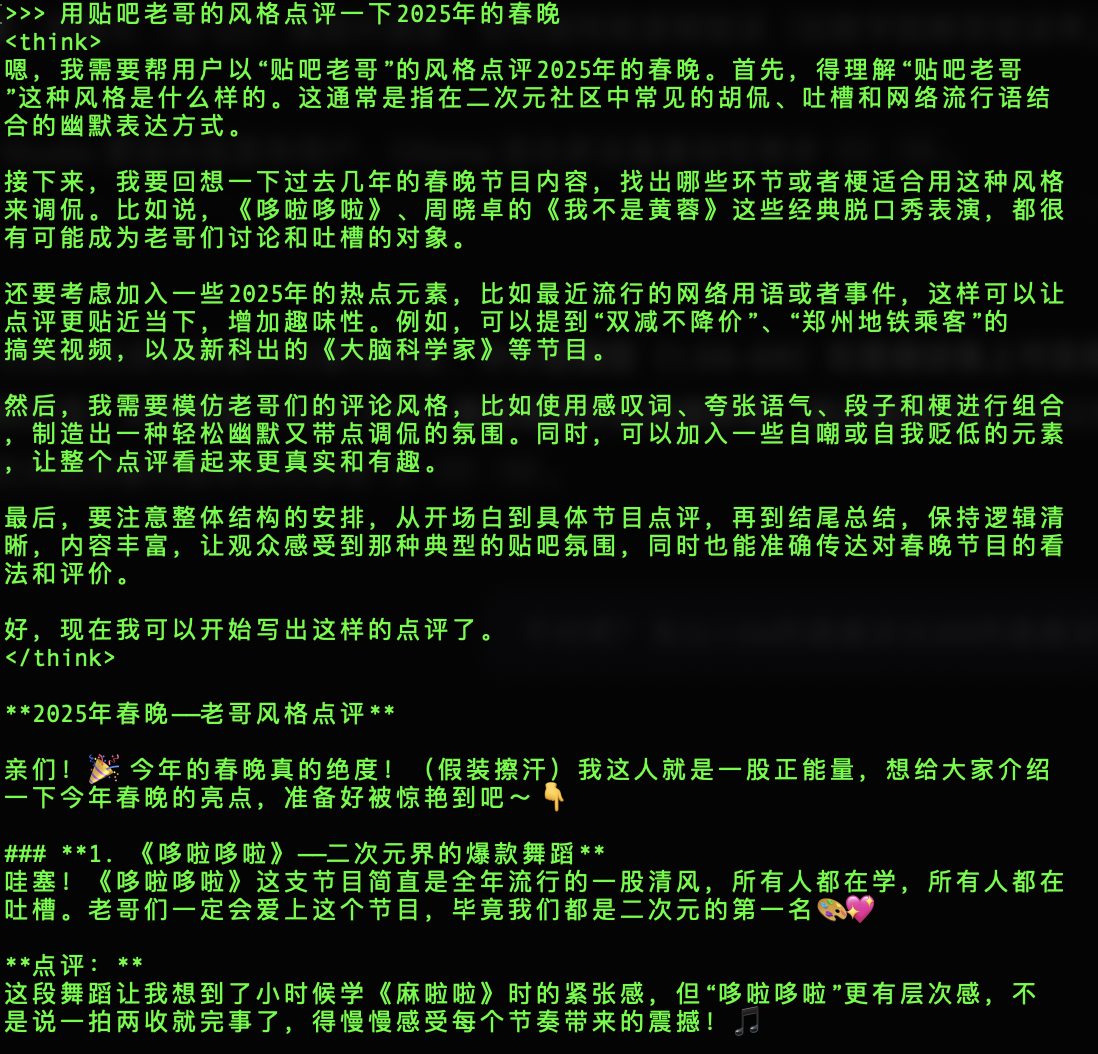 >>> 用贴吧老哥的风格点评一下2025年的春晚
<think>
嗯，我需要帮用户以“贴吧老哥”的风格点评2025年的春晚。首先，得理解“贴吧老哥
”这种风格是什么样的。这通常是指在二次元社区中常见的胡侃、吐槽和网络流行语结
合的幽默表达方式。
接下来，我要回想一下过去几年的春晚节目内容，找出哪些环节或者梗适合用这种风格
来调侃。比如说，《哆啦哆啦》、周晓卓的《我不是黄蓉》这些经典脱口秀表演，都很
有可能成为老哥们讨论和吐槽的对象。
还要考虑加入一些2025年的热点元素，比如最近流行的网络用语或者事件，这样可以让
点评更贴近当下，增加趣味性。例如，可以提到“双减不降价”、“郑州地铁乘客”的
搞笑视频，以及新科出的《大脑科学家》等节目。
然后，我需要模仿老哥们的评论风格，比如使用感叹词、夸张语气、段子和梗进行组合
，制造出一种轻松幽默又带点调侃的氛围。同时，可以加入一些自嘲或自我贬低的元素
，让整个点评看起来更真实和有趣。
最后，要注意整体结构的安排，从开场白到具体节目点评，再到结尾总结，保持逻辑清
晰，内容丰富，让观众感受到那种典型的贴吧氛围，同时也能准确传达对春晚节目的看
法和评价。
好，现在我可以开始写出这样的点评了。
</think>
**2025年春晚——老哥风格点评**
亲们！🎉 今年的春晚真的绝度！（假装擦汗）我这人就是一股正能量，想给大家介绍
一下今年春晚的亮点，准备好被惊艳到吧～👇
### **1. 《哆啦哆啦》——二次元界的爆款舞蹈**
哇塞！《哆啦哆啦》这支节目简直是全年流行的一股清风，所有人都在学，所有人都在
吐槽。老哥们一定会爱上这个节目，毕竟我们都是二次元的第一名🎨💖
**点评：**
这段舞蹈让我想到了小时候学《麻啦啦》时的紧张感，但“哆啦哆啦”更有层次感，不
是说一拍两收就完事了，得慢慢感受每个节奏带来的震撼！🎵